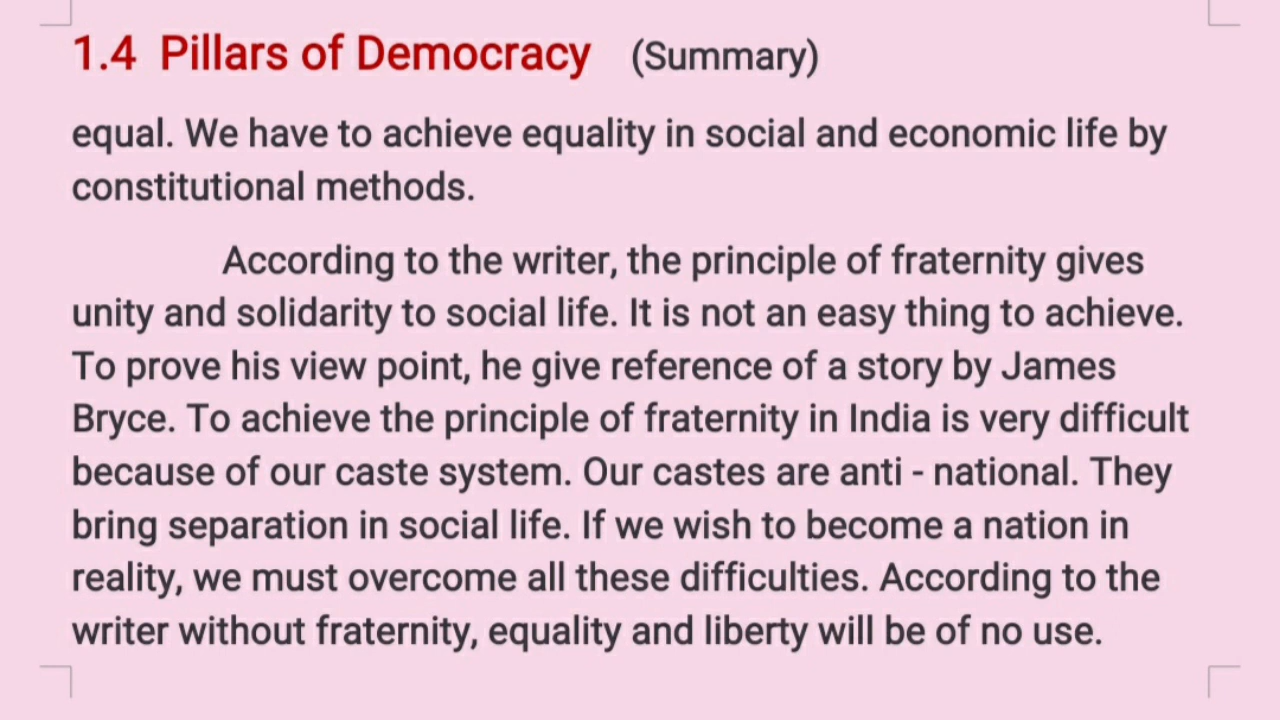 1.4 Pillars of Democracy (Summary)
equal. We have to achieve equality in social and economic life by
constitutional methods.
According to the writer, the principle of fraternity gives
unity and solidarity to social life. It is not an easy thing to achieve.
To prove his view point, he give reference of a story by James
Bryce. To achieve the principle of fraternity in India is very difficult
because of our caste system. Our castes are anti - national. They
bring separation in social life. If we wish to become a nation in
reality, we must overcome all these difficulties. According to the
writer without fraternity, equality and liberty will be of no use.